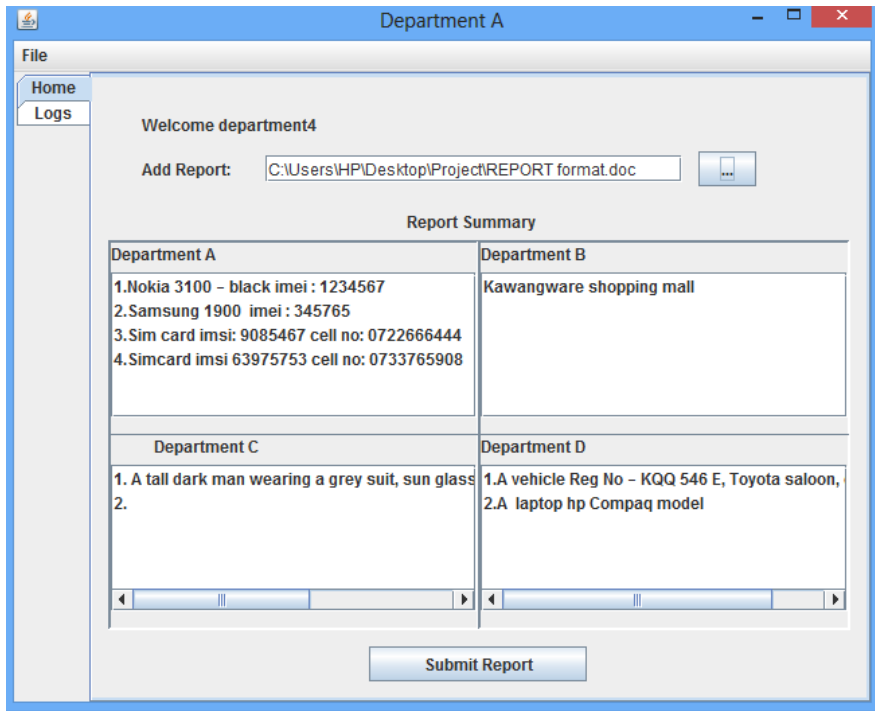 Department A
File
Home
Logs
Welcome department4
Add Report: C:\Users\HP\Desktop\Project\REPORT format.doc ...
Report Summary
Department A
1.Nokia 3100 – black imei : 1234567
2.Samsung 1900  imei : 345765
3.Sim card imsi: 9085467 cell no: 0722666444
4.Simcard imsi 63975753 cell no: 0733765908
Department B
Kawangware shopping mall
Department C
1. A tall dark man wearing a grey suit, sun glass
2.
Department D
1.A vehicle Reg No – KQQ 546 E, Toyota saloon,
2.A  laptop hp Compaq model
Submit Report